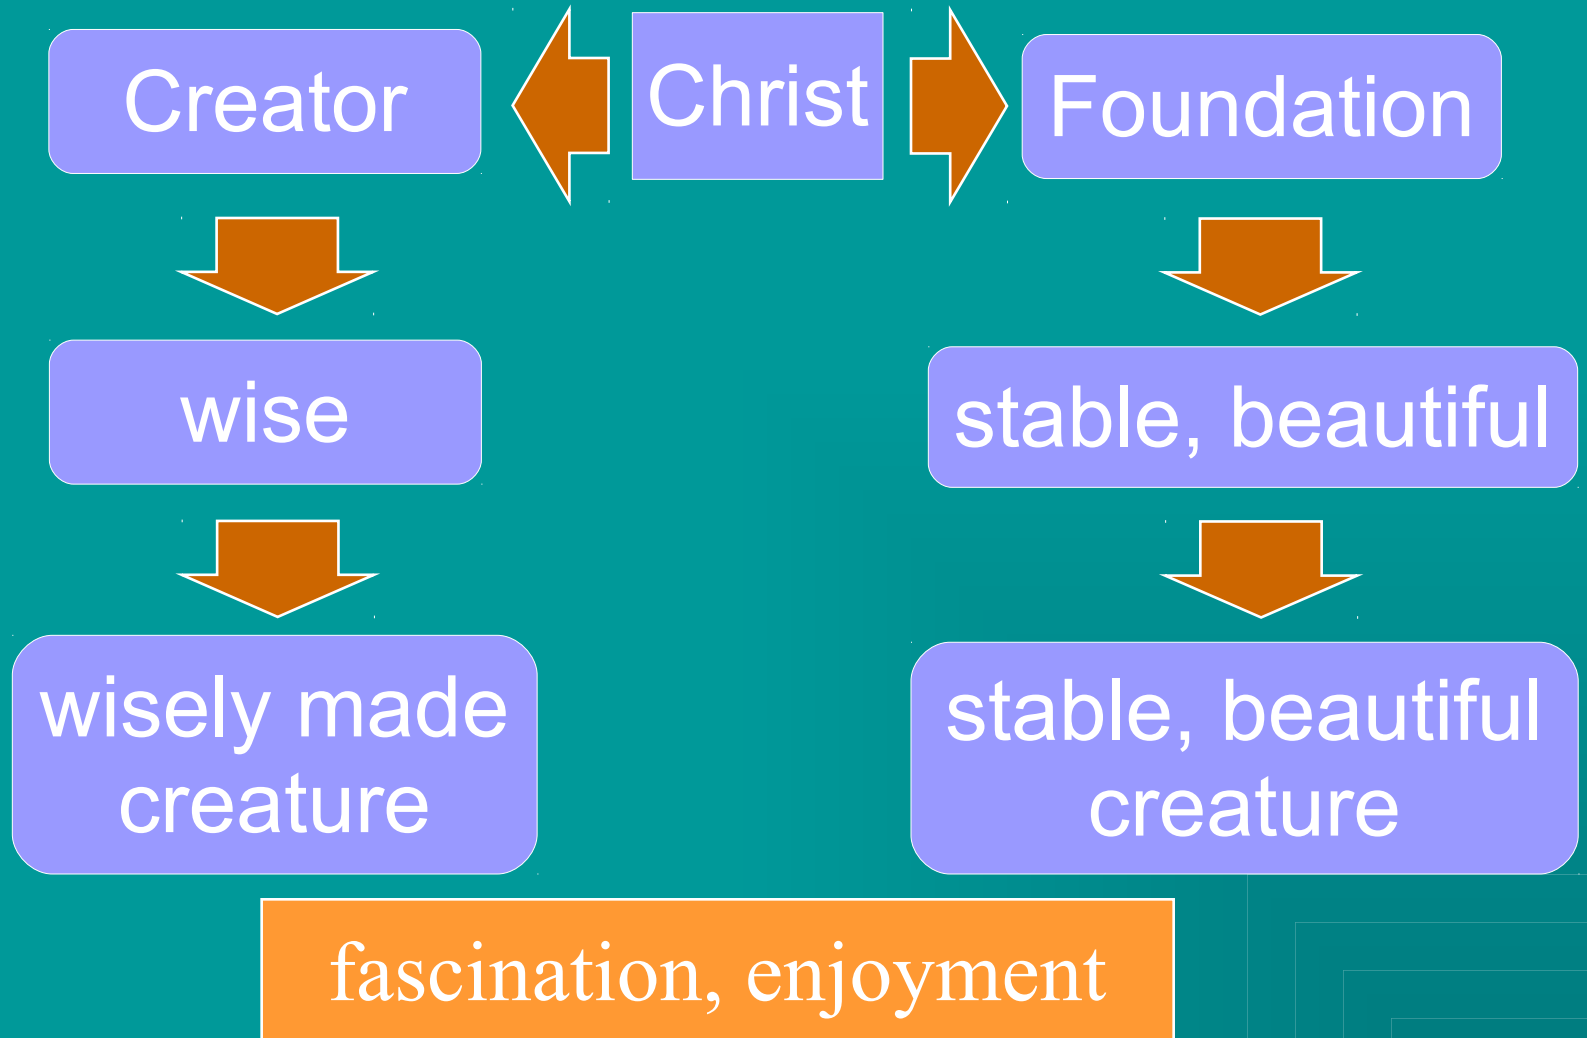 Creator
Christ
Foundation
wise
stable, beautiful
wisely made
creature
stable, beautiful
creature
fascination, enjoyment